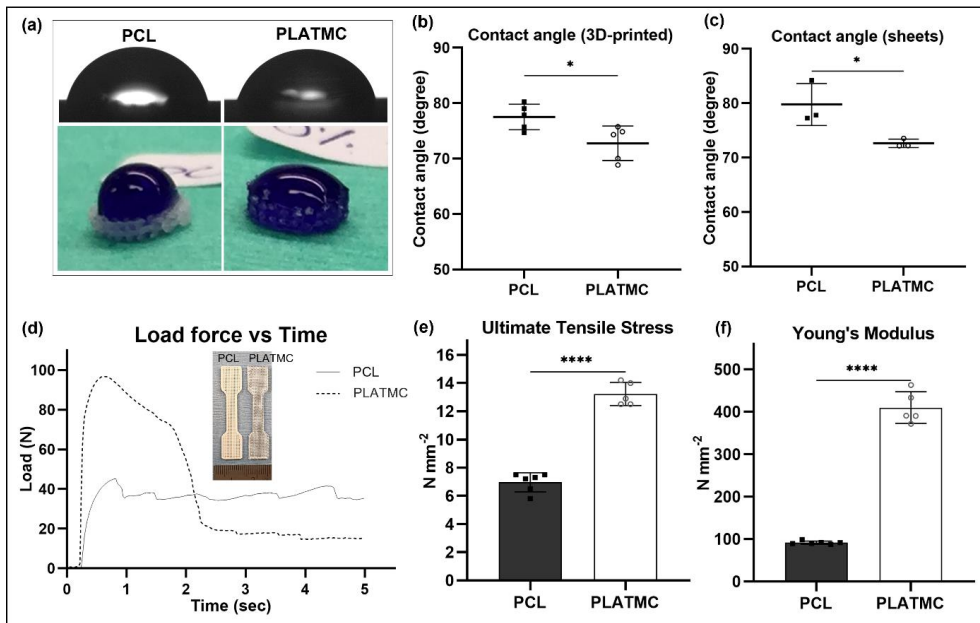 (a)
PCL
PLATMC
(b)
Contact angle (3D-printed)
*
Contact angle (degree)
90
80
70
60
50
PCL
PLATMC
(c)
Contact angle (sheets)
*
Contact angle (degree)
90
80
70
60
50
PCL
PLATMC
(d)
Load force vs Time
PCL PLATMC
PCL
PLATMC
Load (N)
100
80
60
40
20
0
0 1 2 3 4 5
Time (sec)
(e)
Ultimate Tensile Stress
****
N mm-2
16
14
12
10
8
6
4
2
0
PCL
PLATMC
(f)
Young's Modulus
****
N mm-2
500
400
300
200
100
0
PCL
PLATMC